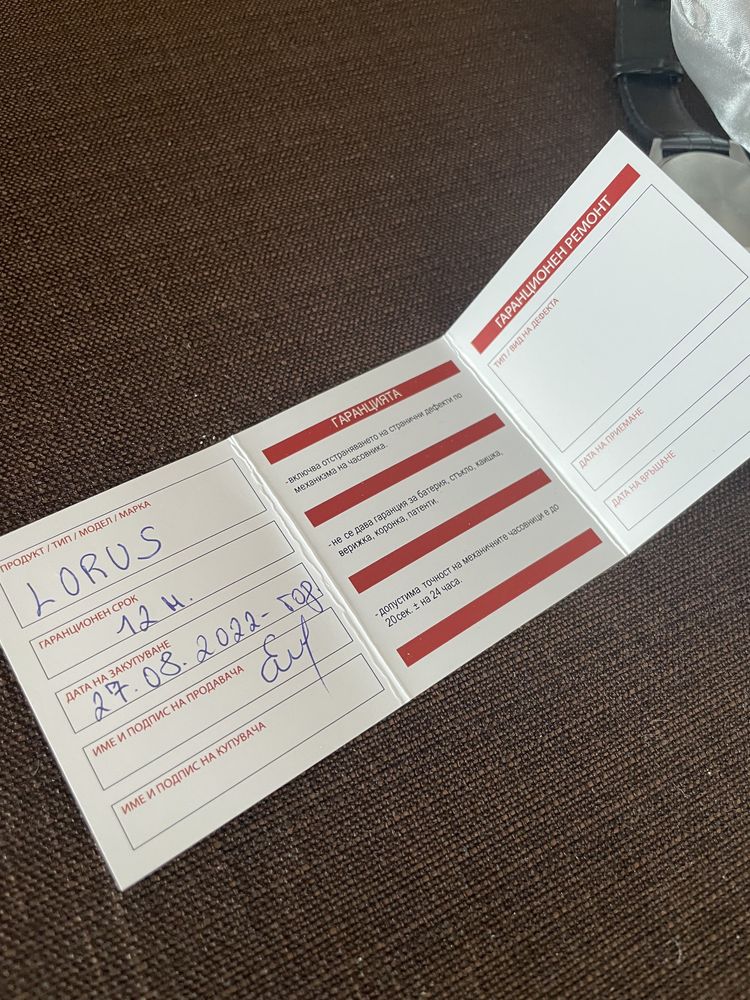 ПРОДУКТ / ТИП / МОДЕЛ / МАРКА
LORUS
ГАРАНЦИОНЕН СРОК
12 м.
ДАТА НА ЗАКУПУВАНЕ
27.08.2022-год.
ИМЕ И ПОДПИС НА ПРОДАВАЧА
ИМЕ И ПОДПИС НА КУПУВАЧА
ГАРАНЦИЯТА
-включва отстраняването на странични дефекти по
механизма на часовника.
-не се дава гаранция за батерия, стъкло, каишка,
верижка, коронка, патенти.
-допустима точност на механичните часовници е до
20сек. ± на 24 часа.
ГАРАНЦИОНЕН РЕМОНТ
ТИП / ВИД НА ДЕФЕКТА
ДАТА НА ПРИЕМАНЕ
ДАТА НА ВРЪЩАНЕ